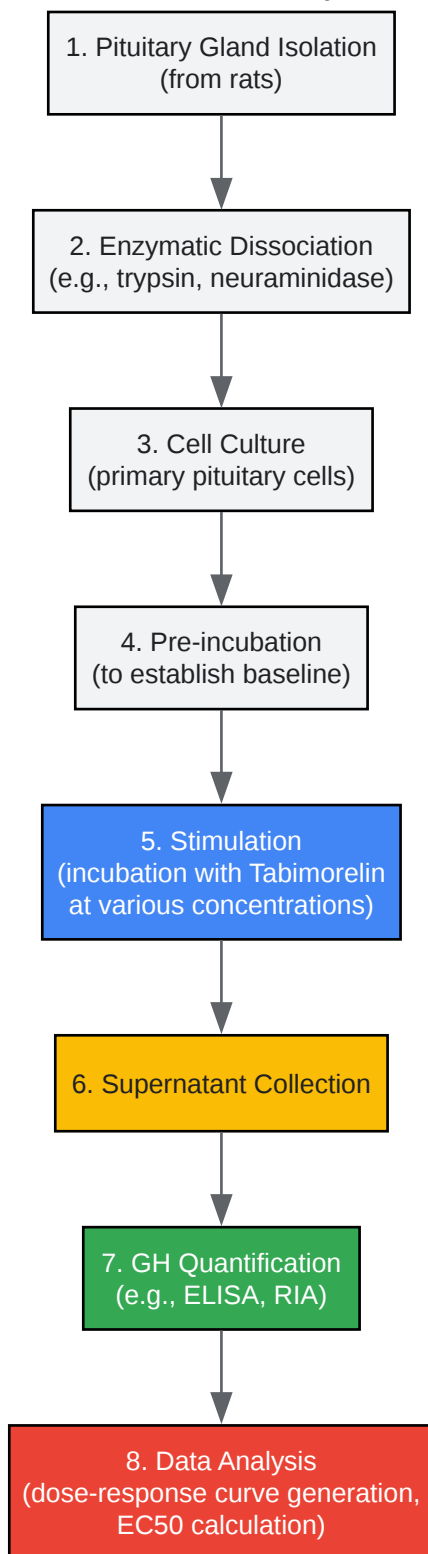 1. Pituitary Gland Isolation
(from rats)
2. Enzymatic Dissociation
(e.g., trypsin, neuraminidase)
3. Cell Culture
(primary pituitary cells)
4. Pre-incubation
(to establish baseline)
5. Stimulation
(incubation with Tabimorelin
at various concentrations)
6. Supernatant Collection
7. GH Quantification
(e.g., ELISA, RIA)
8. Data Analysis
(dose-response curve generation,
EC50 calculation)